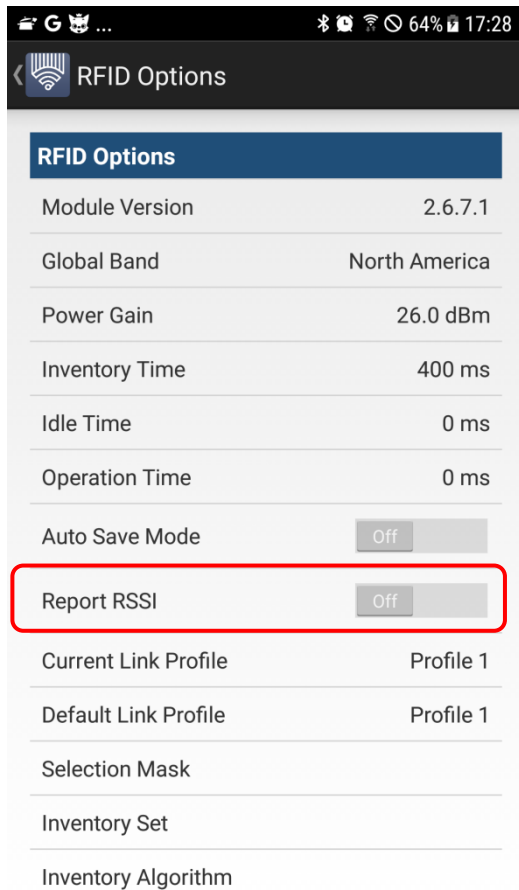 G ... 64% 17:28
RFID Options
RFID Options
Module Version 2.6.7.1
Global Band North America
Power Gain 26.0 dBm
Inventory Time 400 ms
Idle Time 0 ms
Operation Time 0 ms
Auto Save Mode Off
Report RSSI Off
Current Link Profile Profile 1
Default Link Profile Profile 1
Selection Mask
Inventory Set
Inventory Algorithm